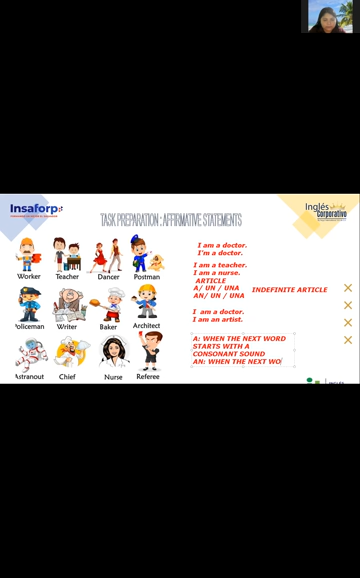 Insaforp
Inglés
Corporativo
TASK PREPARATION : AFFIRMATIVE STATEMENTS
Worker Teacher Dancer Postman
Policeman Writer Baker Architect
Astranout Chief Nurse Referee
I am a doctor.
I'm a doctor.
I am a teacher.
I am a nurse.
ARTICLE
A/ UN / UNA
AN/ UN / UNA
INDEFINITE ARTICLE
I am a doctor.
I am an artist.
A: WHEN THE NEXT WORD
STARTS WITH A
CONSONANT SOUND
AN: WHEN THE NEXT WO